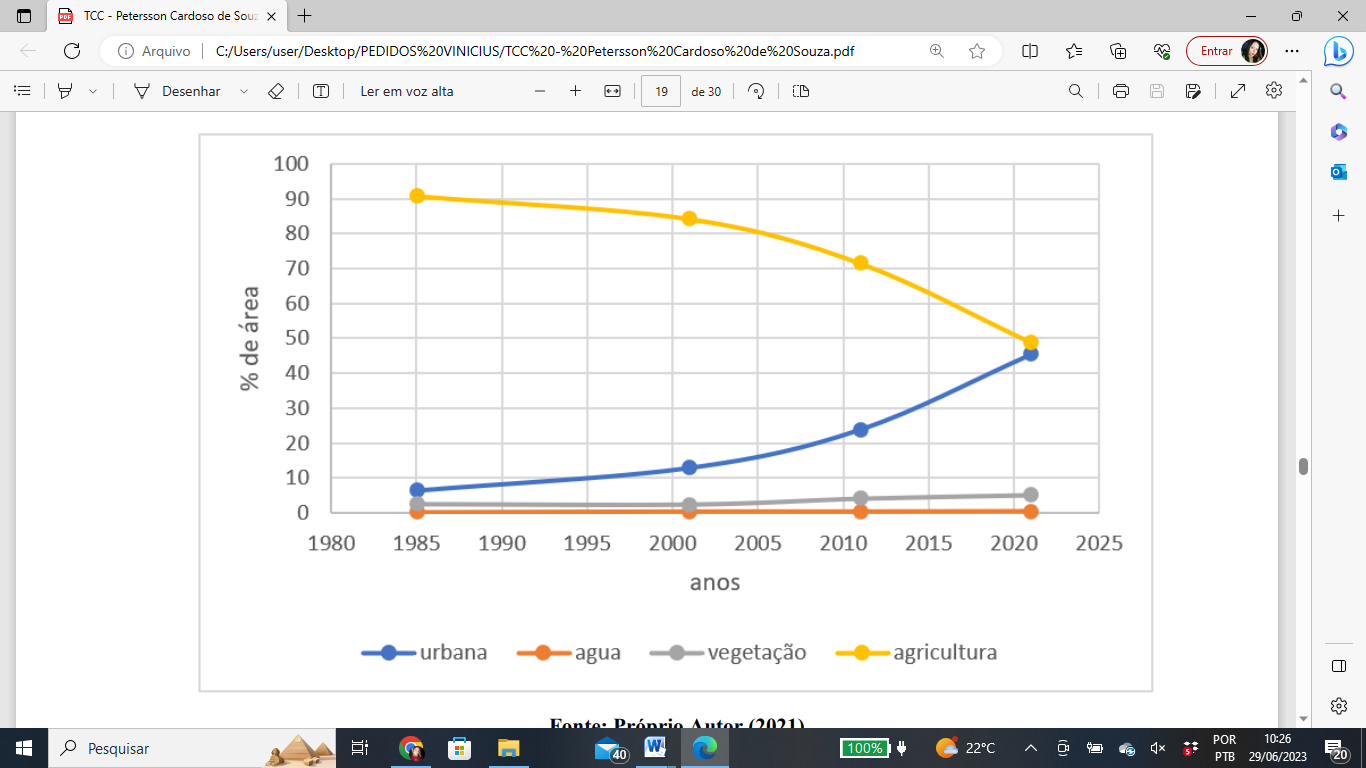 TCC - Petersson Cardoso de Souz
Arquivo
C:/Users/user/Desktop/PEDIDOS%20VINICIUS/TCC%20-%20Petersson%20Cardoso%20de%20Souza.pdf
Entrar
Desenhar
Ler em voz alta
19 de 30
100
90
80
70
60
50
40
30
20
10
0
% de área
1980 1985 1990 1995 2000 2005 2010 2015 2020 2025
anos
urbana agua vegetação agricultura
Fonte: Próprio Autor (2021)
Pesquisar
40
100%
22°C
5
POR
PTB
10:26
29/06/2023
20